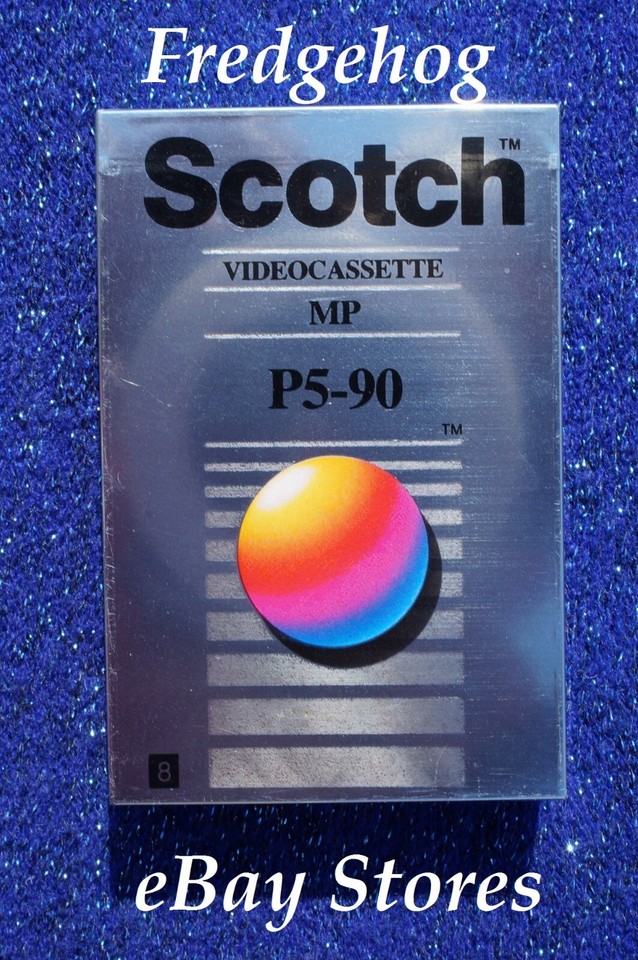 Fredgehog
Scotch™
VIDEOCASSETTE
MP
P5-90
™
8
eBay Stores